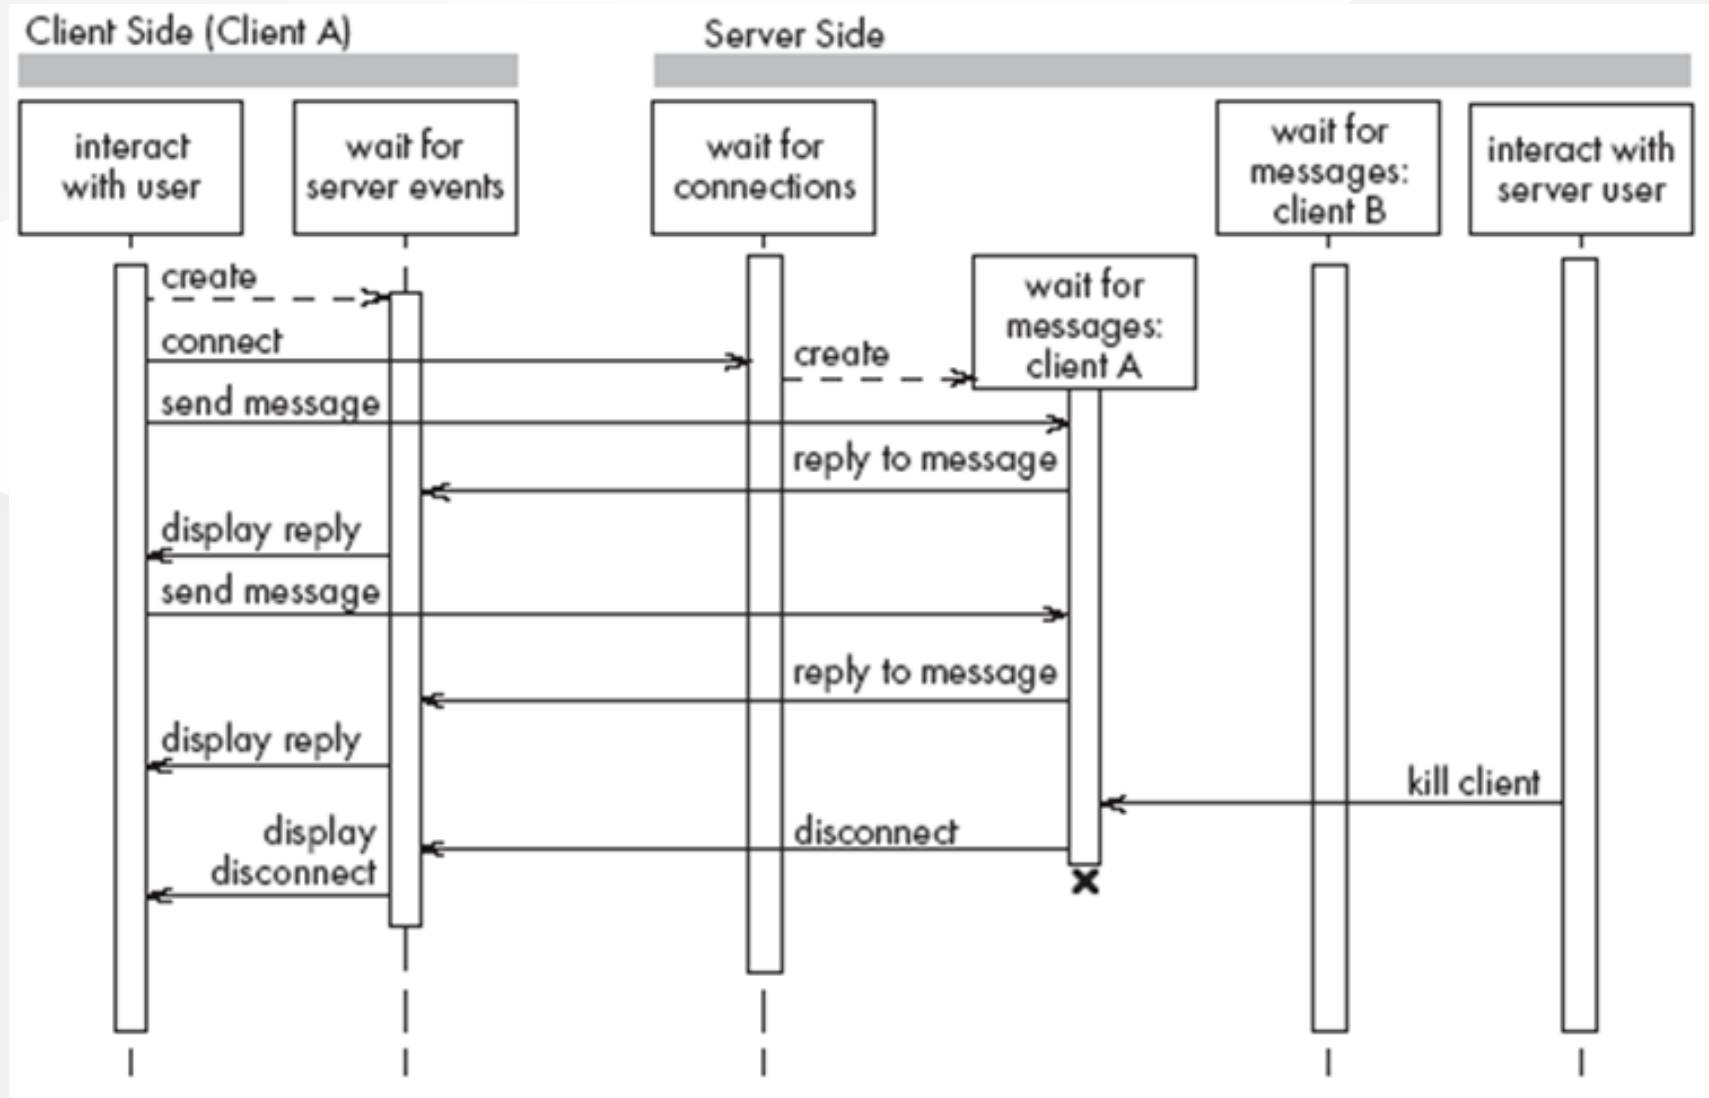 Client Side (Client A)
Server Side
interact
with user
wait for
server events
wait for
connections
wait for
messages:
client B
interact with
server user
wait for
messages:
client A
create
connect
create
send message
reply to message
display reply
send message
reply to message
display reply
kill client
display
disconnect
disconnect